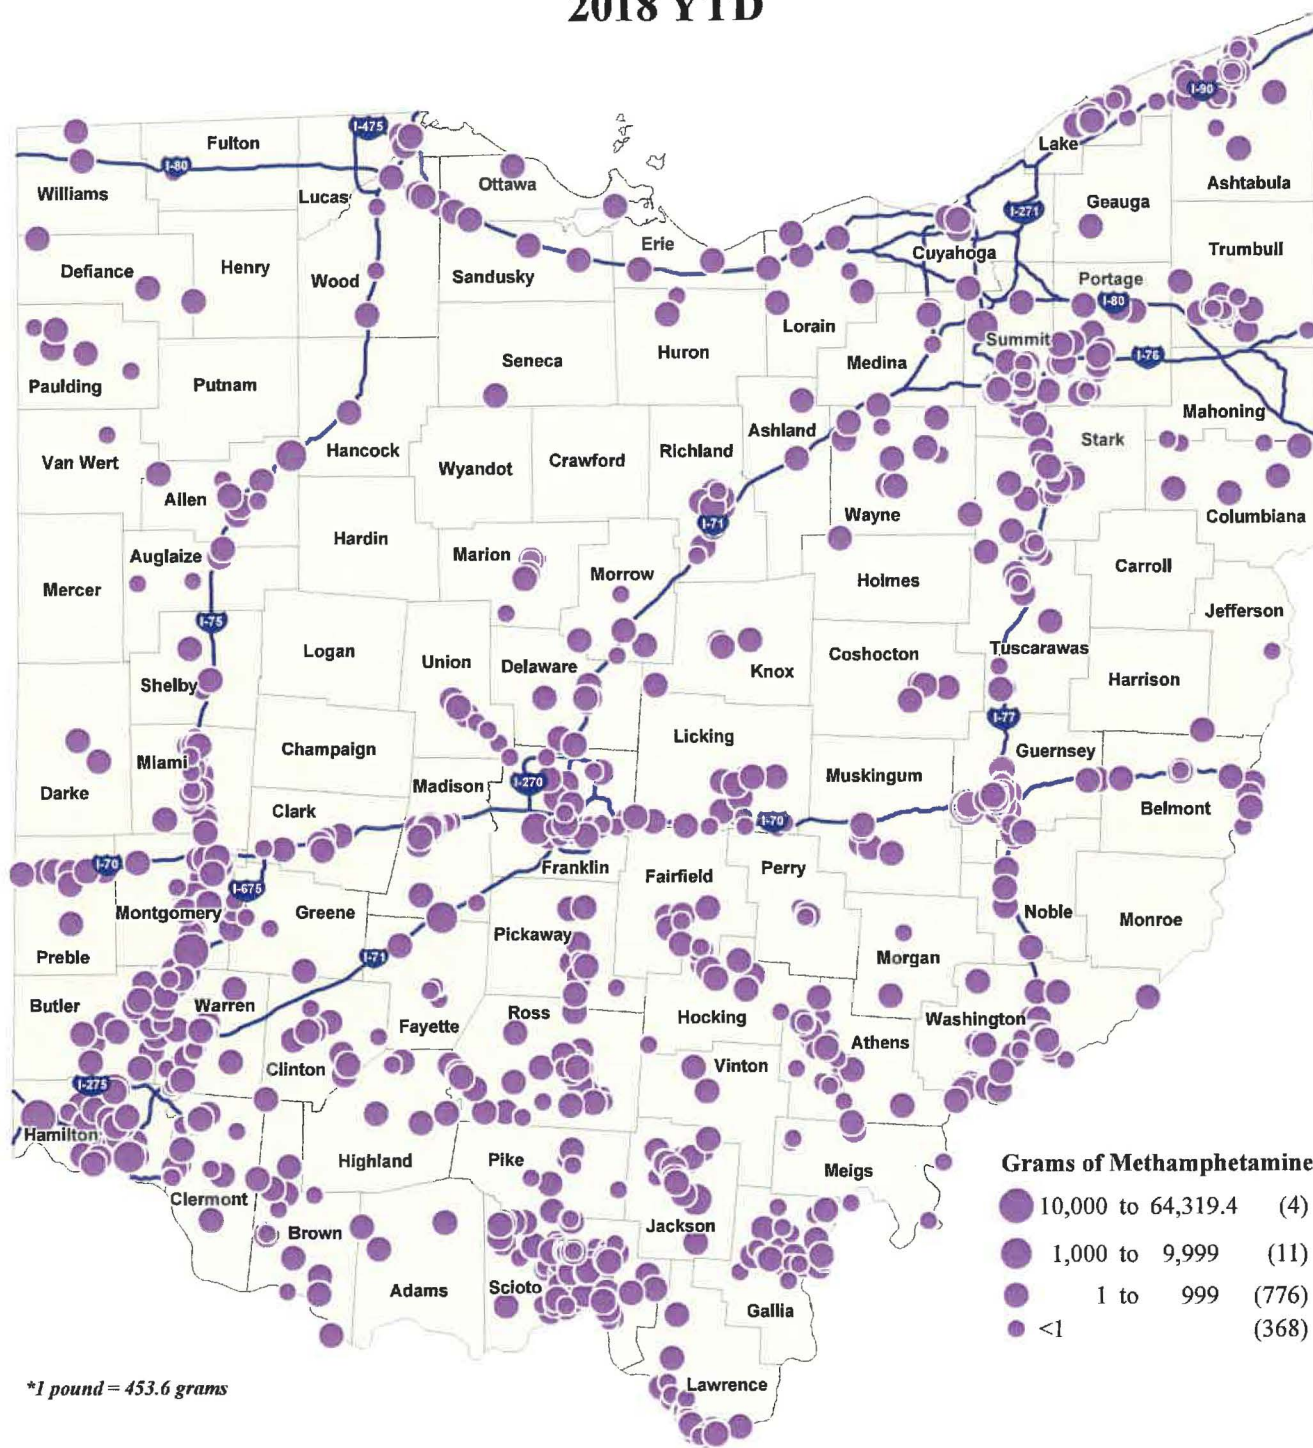 2018 YTD
I-90
Lake
Ashtabula
Fulton
I-475
I-80
Williams
Lucas
Ottawa
Geauga
I-271
Erie
Cuyahoga
Trumbull
Defiance
Henry
Wood
Sandusky
Portage
I-80
Lorain
Summit
I-76
Paulding
Putnam
Seneca
Huron
Medina
Mahoning
Van Wert
Hancock
Wyandot
Crawford
Richland
Ashland
Stark
Allen
I-71
Wayne
Columbiana
Hardin
Auglaize
Marion
Morrow
Holmes
Carroll
Mercer
Jefferson
I-75
Logan
Union
Delaware
Knox
Coshocton
Tuscarawas
Harrison
Shelby
I-77
Licking
Guernsey
Miami
Champaign
Madison
I-270
Muskingum
Darke
Clark
I-70
Belmont
I-70
Franklin
Fairfield
Perry
I-675
Montgomery
Greene
Pickaway
Noble
Monroe
Preble
I-71
Morgan
Butler
Warren
Fayette
Ross
Hocking
Washington
Athens
Clinton
Vinton
I-275
Hamilton
Highland
Pike
Meigs
Clermont
Jackson
Brown
Adams
Scioto
Gallia
Lawrence
Grams of Methamphetamine
10,000 to 64,319.4 (4)
1,000 to 9,999 (11)
1 to 999 (776)
<1 (368)
*1 pound = 453.6 grams